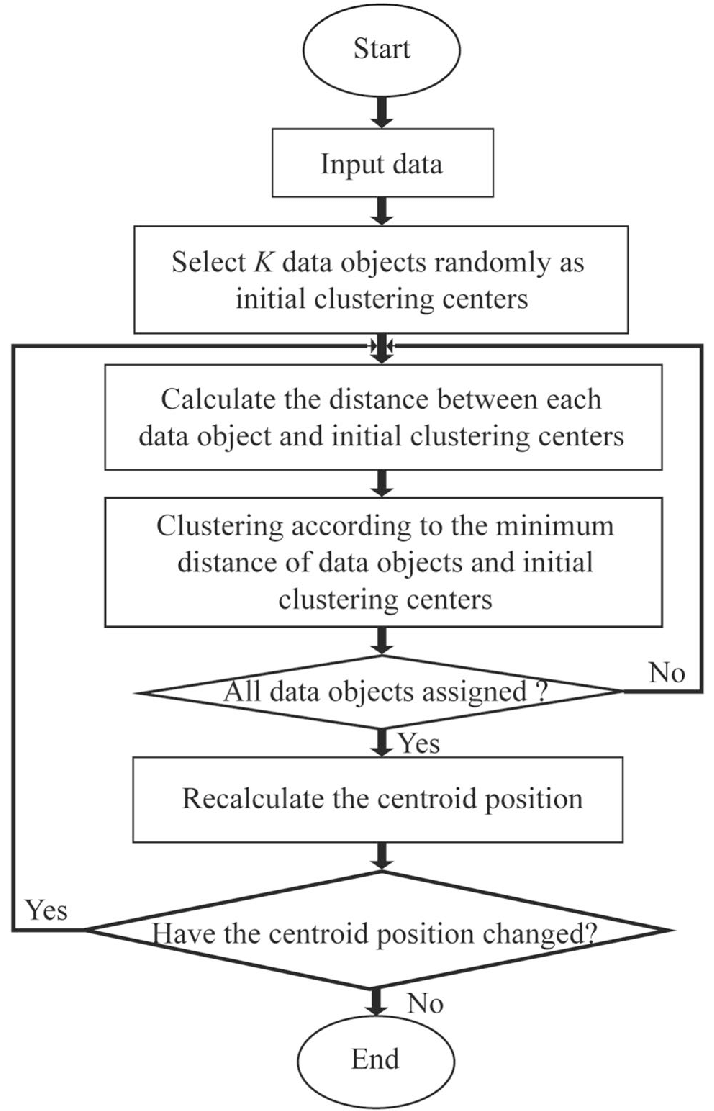 Start
Input data
Select K data objects randomly as
initial clustering centers
Calculate the distance between each
data object and initial clustering centers
Clustering according to the minimum
distance of data objects and initial
clustering centers
All data objects assigned ?
No
Yes
Recalculate the centroid position
Have the centroid position changed?
Yes
No
End